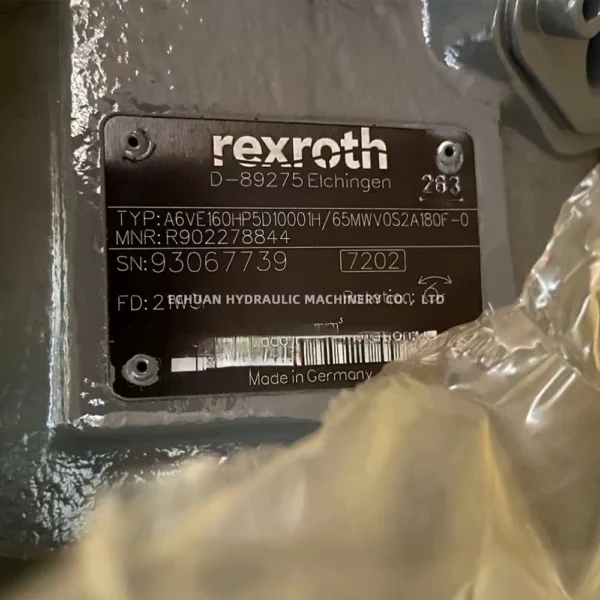 rexroth
D-89275 Elchingen 263
TYP: A6VE160HP5D10001H/65MWV0S2A180F-0
MNR: R902278844
SN: 93067739 7202
FD: Rotation:
ECHUAN HYDRAULIC MACHINERY CO., LTD
Made in Germany